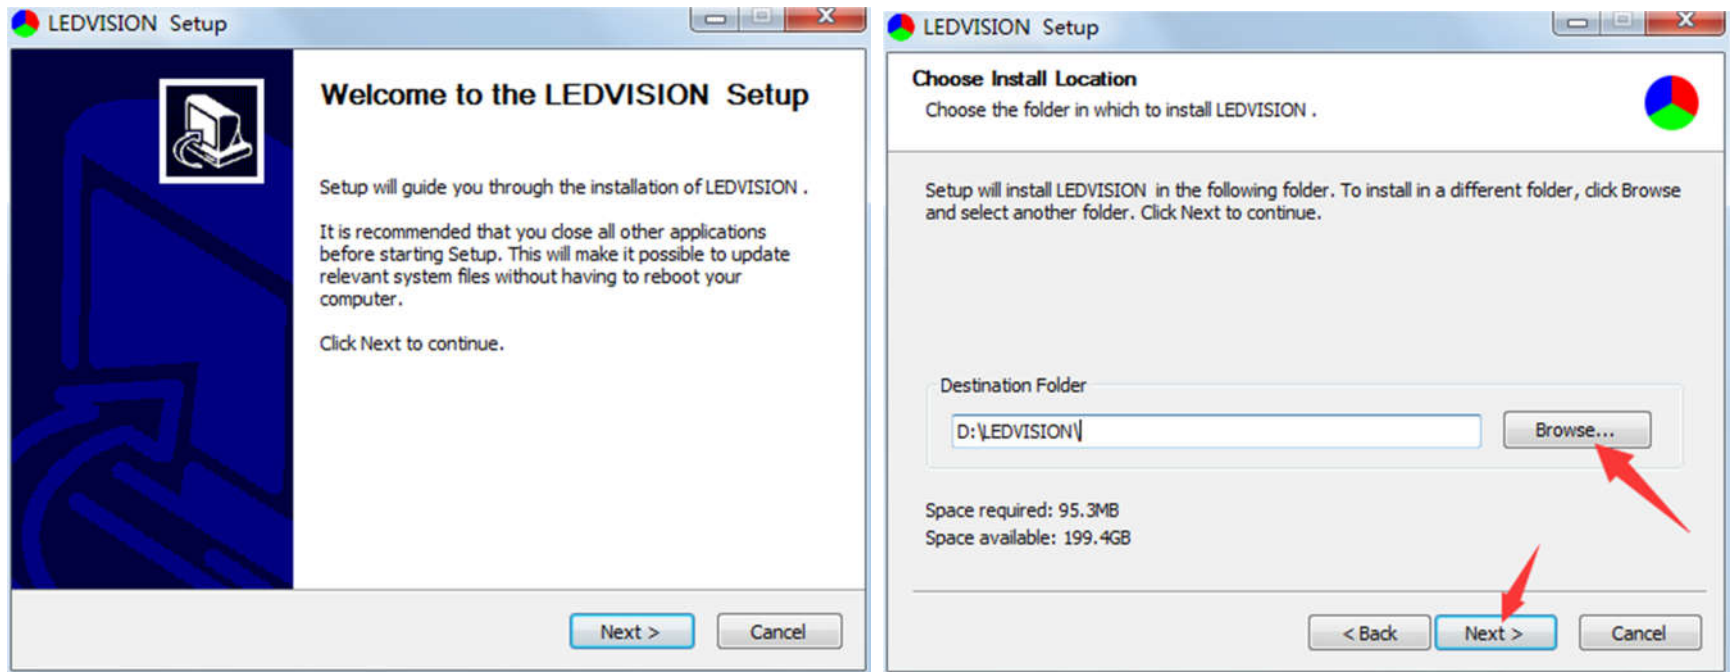 LEDVISION Setup
Welcome to the LEDVISION Setup
Setup will guide you through the installation of LEDVISION .
It is recommended that you close all other applications
before starting Setup. This will make it possible to update
relevant system files without having to reboot your
computer.
Click Next to continue.
Next >
Cancel
LEDVISION Setup
Choose Install Location
Choose the folder in which to install LEDVISION .
Setup will install LEDVISION in the following folder. To install in a different folder, click Browse
and select another folder. Click Next to continue.
Destination Folder
D:\LEDVISION\
Browse...
Space required: 95.3MB
Space available: 199.4GB
< Back
Next >
Cancel